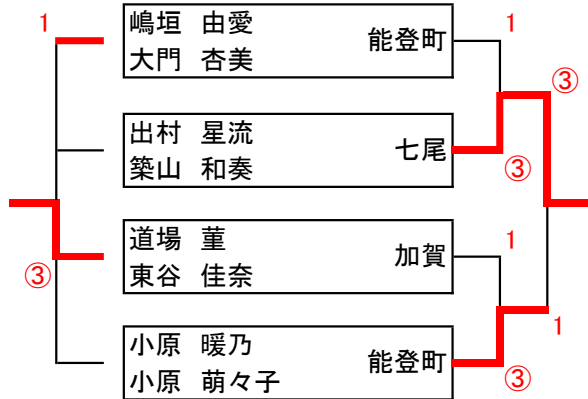 1
嶋垣 由愛
大門 杏美
能登町
1
③
出村 星流
築山 和奏
七尾
③
道場 菫
東谷 佳奈
加賀
1
③
小原 暖乃
小原 萌々子
能登町
1
③